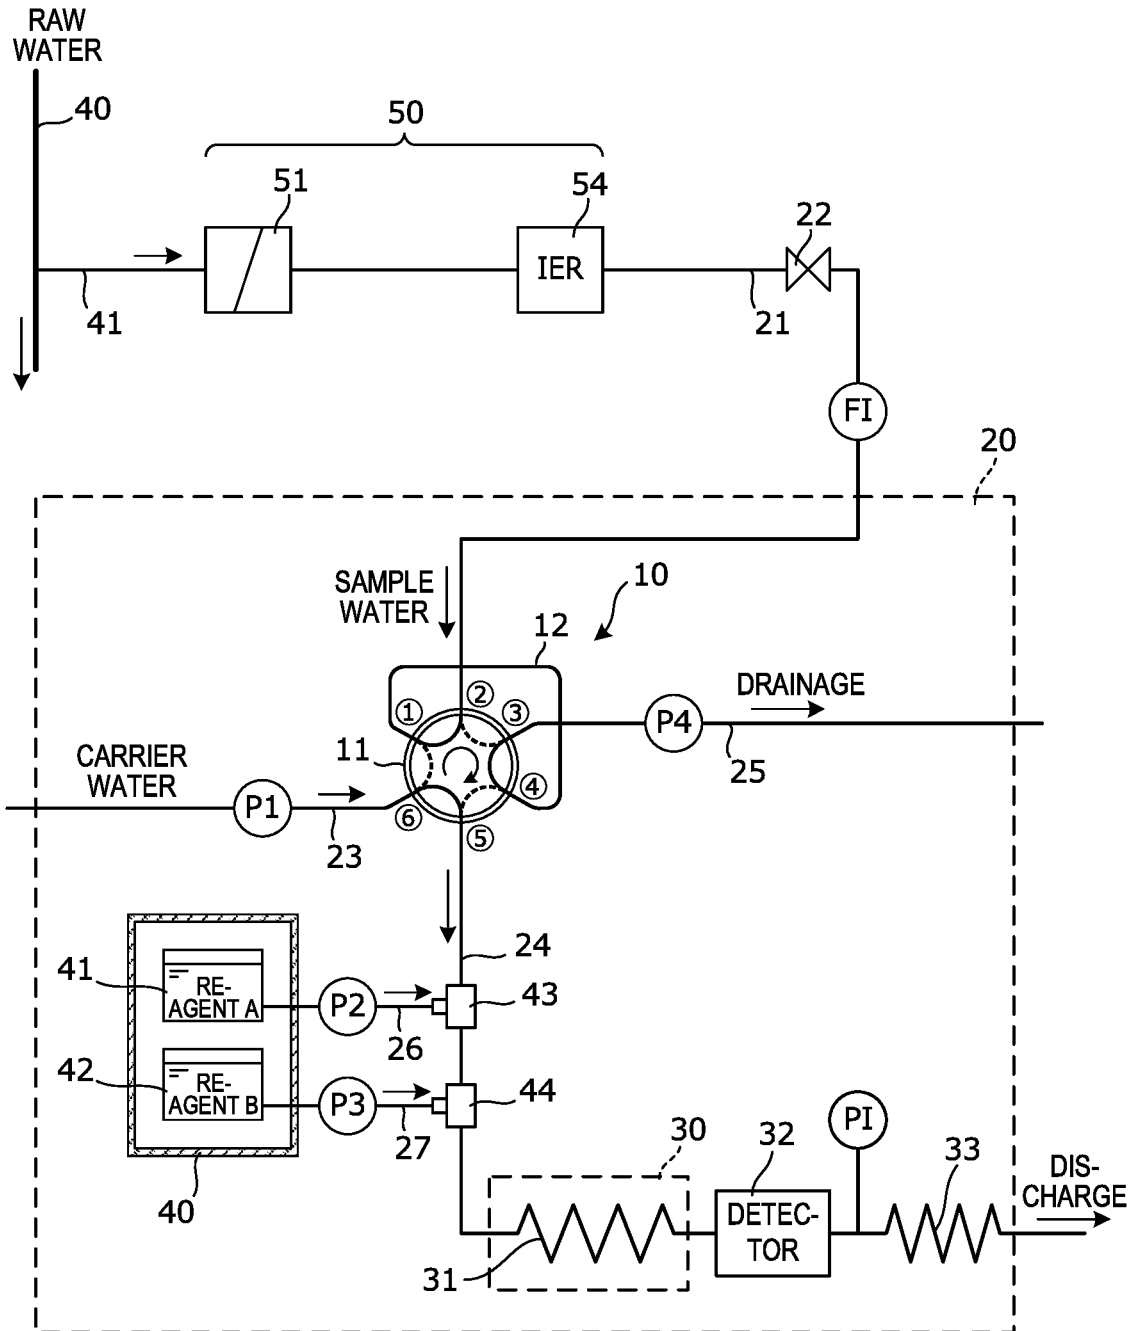 RAW
WATER
40
50
51
54
22
IER
41
21
FI
20
SAMPLE
WATER
10
12
①
②
③
DRAINAGE
P4
25
11
④
CARRIER
WATER
P1
23
⑥
⑤
24
41
RE-
AGENT A
P2
26
43
42
RE-
AGENT B
P3
27
44
40
30
31
32
DETEC-
TOR
PI
33
DIS-
CHARGE